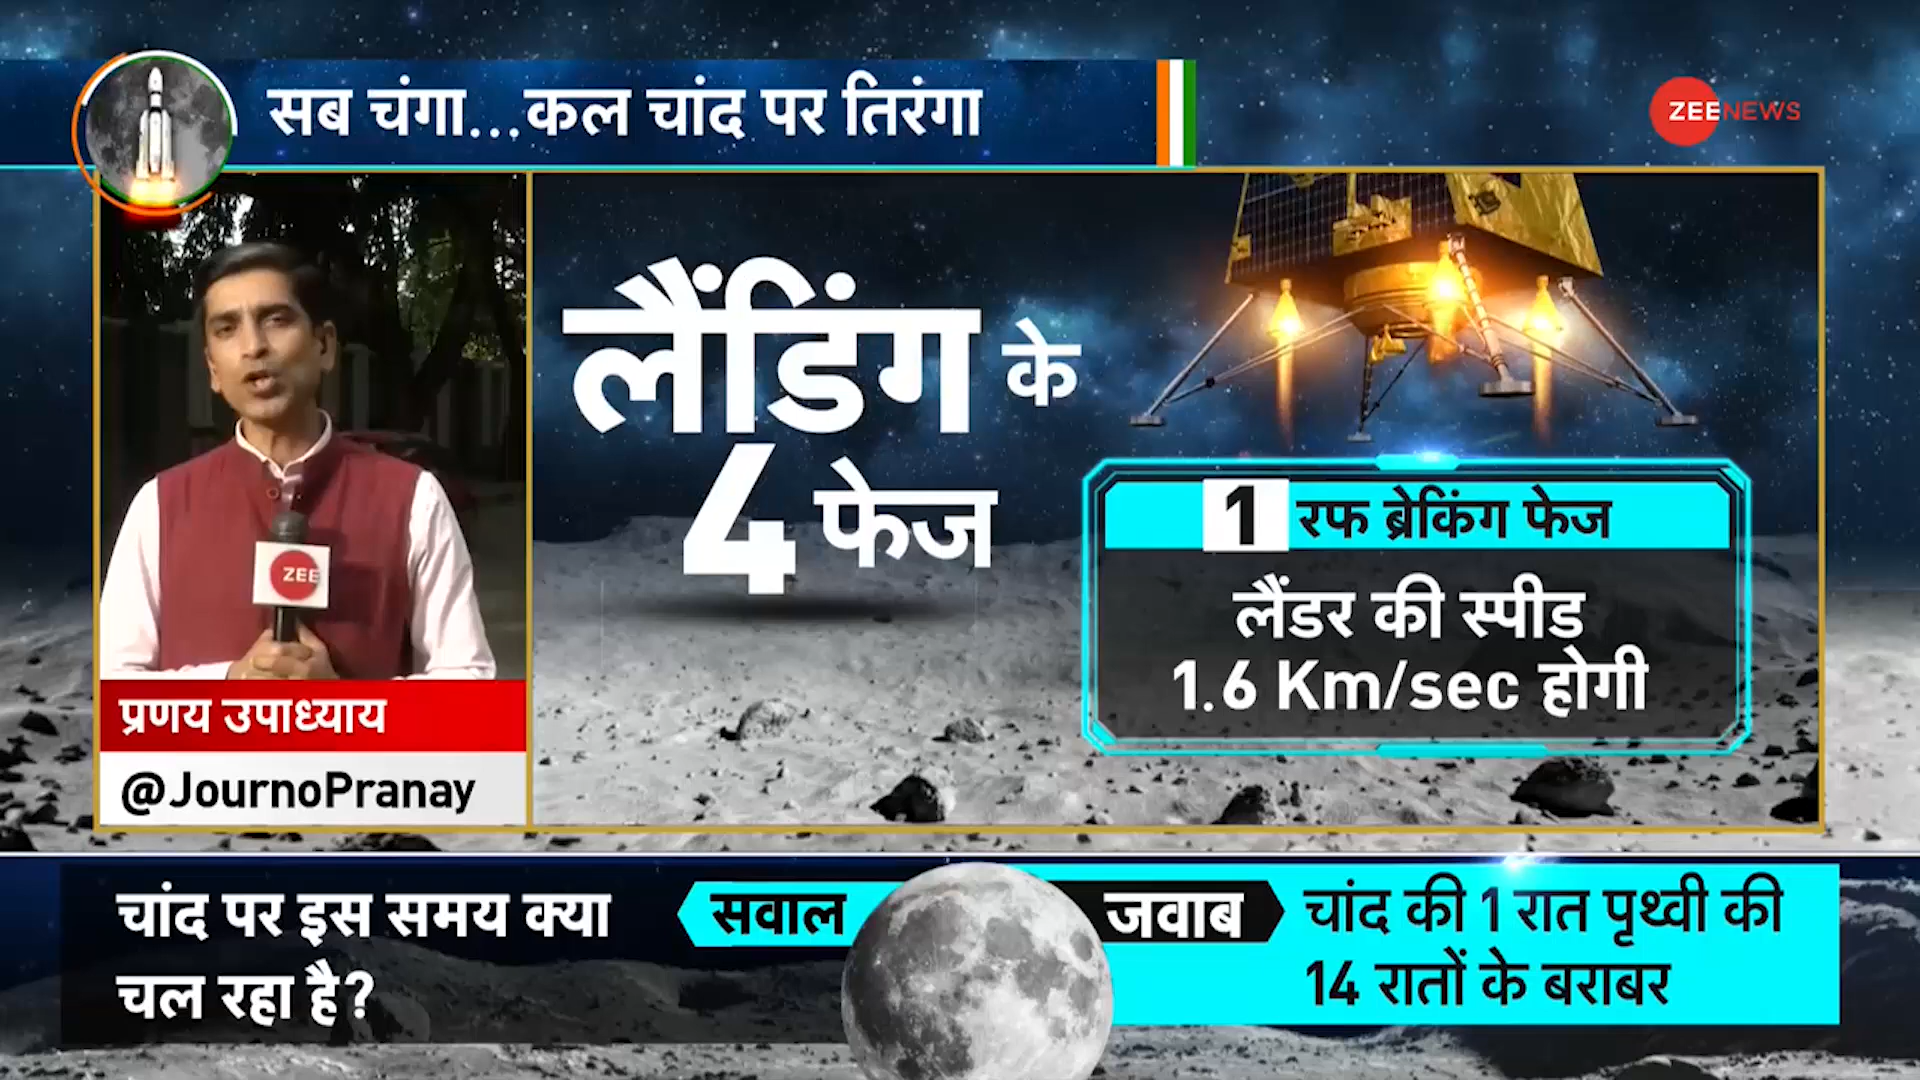 सब चंगा...कल चांद पर तिरंगा
ZEENEWS
लैंडिंग के
4 फेज
1 रफ ब्रेकिंग फेज
लैंडर की स्पीड
1.6 Km/sec होगी
ZEE
प्रणय उपाध्याय
@JournoPranay
चांद पर इस समय क्या
चल रहा है?
सवाल
जवाब
चांद की 1 रात पृथ्वी की
14 रातों के बराबर